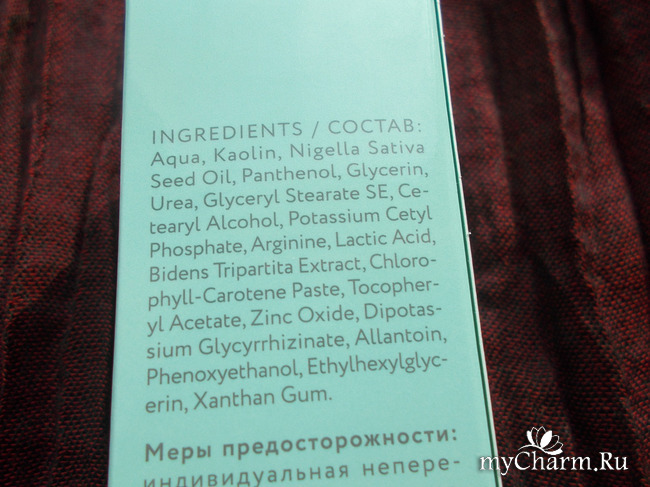 INGREDIENTS / СОСТАВ:
Aqua, Kaolin, Nigella Sativa
Seed Oil, Panthenol, Glycerin,
Urea, Glyceryl Stearate SE, Ce-
tearyl Alcohol, Potassium Cetyl
Phosphate, Arginine, Lactic Acid,
Bidens Tripartita Extract, Chloro-
phyll-Carotene Paste, Tocopher-
yl Acetate, Zinc Oxide, Dipotas-
sium Glycyrrhizinate, Allantoin,
Phenoxyethanol, Ethylhexylglyc-
erin, Xanthan Gum.
Меры предосторожности:
индивидуальная непере-
myCharm.Ru